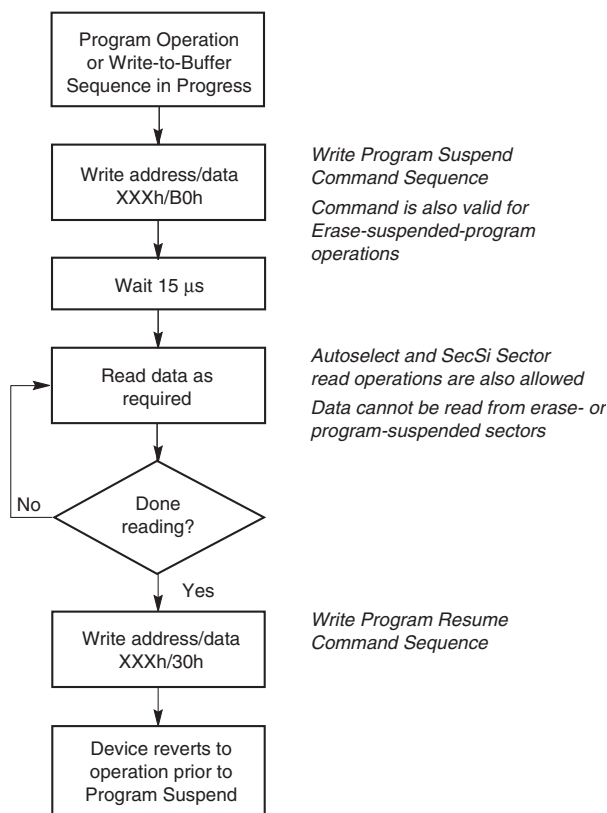 Program Operation
or Write-to-Buffer
Sequence in Progress
Write address/data
XXXh/B0h
Write Program Suspend
Command Sequence
Command is also valid for
Erase-suspended-program
operations
Wait 15 μs
Read data as
required
Autoselect and SecSi Sector
read operations are also allowed
Data cannot be read from erase- or
program-suspended sectors
No
Done
reading?
Yes
Write address/data
XXXh/30h
Write Program Resume
Command Sequence
Device reverts to
operation prior to
Program Suspend